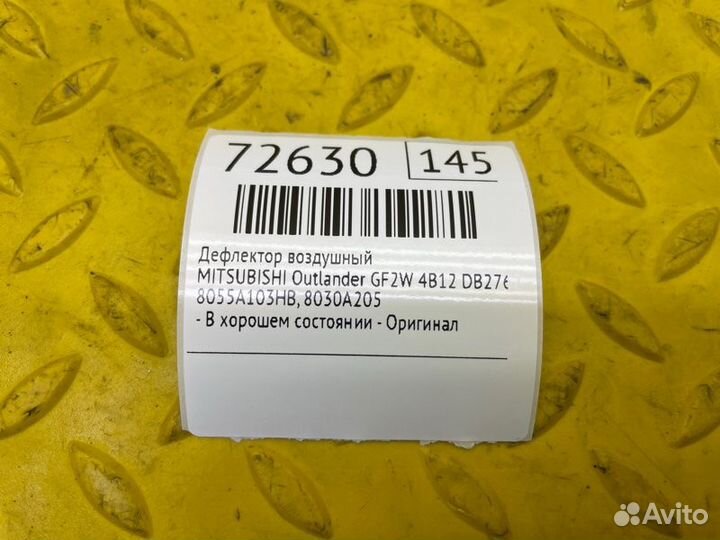 72630 145
Дефлектор воздушный
MITSUBISHI Outlander GF2W 4B12 DB276
8055A103HB, 8030A205
- В хорошем состоянии - Оригинал
Avito